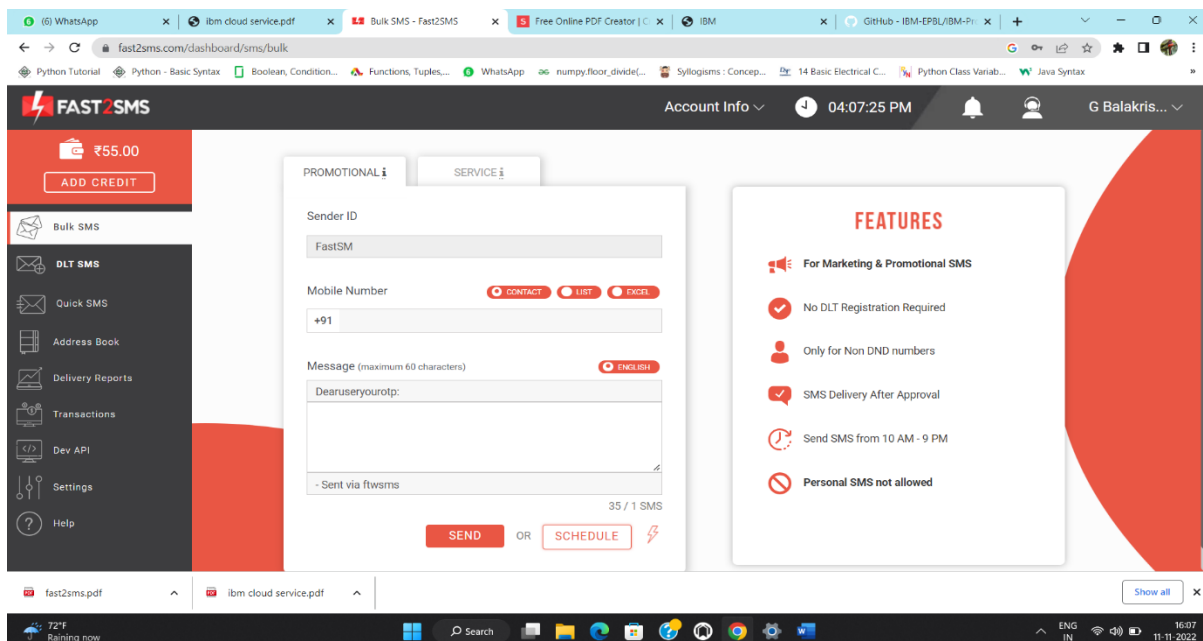 (6) WhatsApp ibm cloud service.pdf Bulk SMS - Fast2SMS Free Online PDF Creator | C IBM GitHub - IBM-EPBL/IBM-Pr
fast2sms.com/dashboard/sms/bulk
Python Tutorial Python - Basic Syntax Boolean, Condition... Functions, Tuples,... WhatsApp numpy.floor_divide(... Syllogisms : Concep... 14 Basic Electrical C... Python Class Variab... Java Syntax »
FAST2SMS Account Info 04:07:25 PM G Balakris...
₹55.00
ADD CREDIT
Bulk SMS
DLT SMS
Quick SMS
Address Book
Delivery Reports
Transactions
Dev API
Settings
Help
PROMOTIONAL i SERVICE i
Sender ID
FastSM
Mobile Number CONTACT LIST EXCEL
+91
Message (maximum 60 characters) ENGLISH
Dearuseryourotp:
- Sent via ftwsms
35 / 1 SMS
SEND OR SCHEDULE
FEATURES
For Marketing & Promotional SMS
No DLT Registration Required
Only for Non DND numbers
SMS Delivery After Approval
Send SMS from 10 AM - 9 PM
Personal SMS not allowed
fast2sms.pdf ibm cloud service.pdf Show all
72°F
Raining now
Search
ENG
IN
16:07
11-11-2022